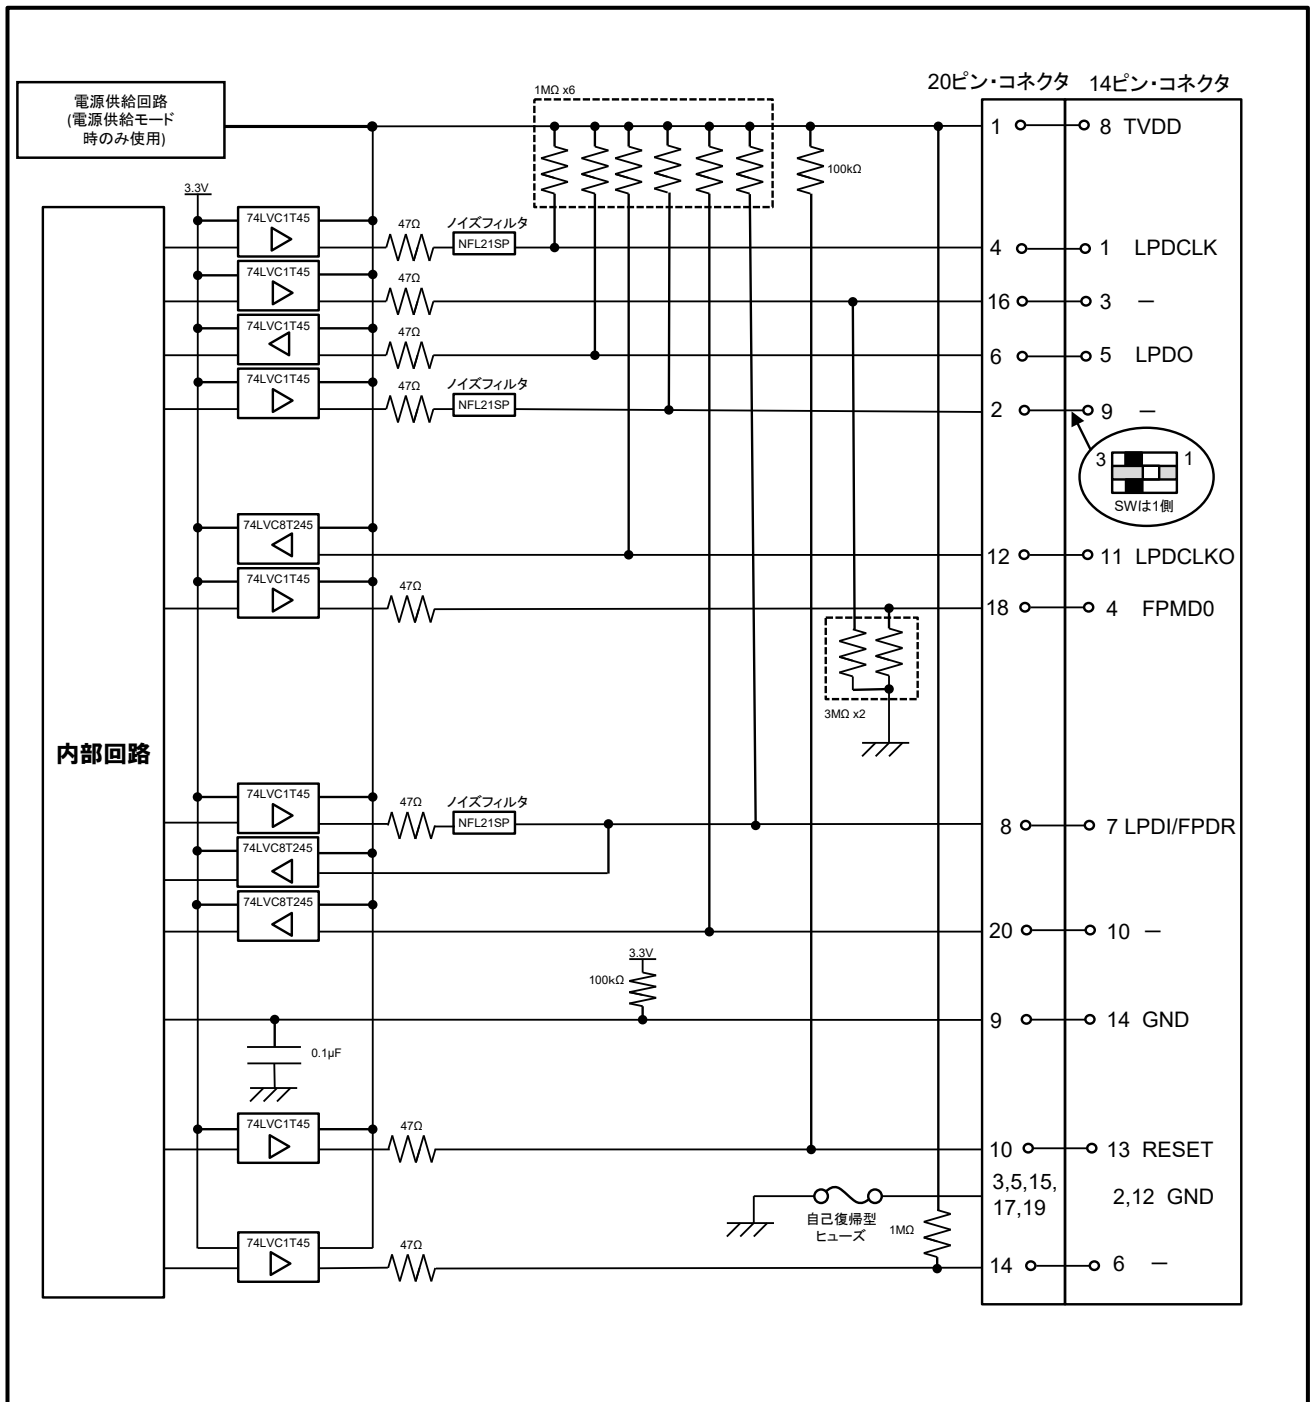 20ピン・コネクタ 14ピン・コネクタ
電源供給回路
(電源供給モード
時のみ使用)
1MΩ x6
1 8 TVDD
100kΩ
3.3V
74LVC1T45
47Ω
ノイズフィルタ
NFL21SP
4 1 LPDCLK
74LVC1T45
47Ω
16 3 －
74LVC1T45
47Ω
6 5 LPDO
74LVC1T45
47Ω
ノイズフィルタ
NFL21SP
2 9 －
3 1
SWは1側
74LVC8T245
12 11 LPDCLKO
74LVC1T45
47Ω
18 4 FPMD0
3MΩ x2
内部回路
74LVC1T45
47Ω
ノイズフィルタ
NFL21SP
8 7 LPDI/FPDR
74LVC8T245
74LVC8T245
20 10 －
3.3V
100kΩ
9 14 GND
0.1µF
74LVC1T45
47Ω
10 13 RESET
3,5,15,
17,19
2,12 GND
自己復帰型
ヒューズ
1MΩ
74LVC1T45
47Ω
14 6 －